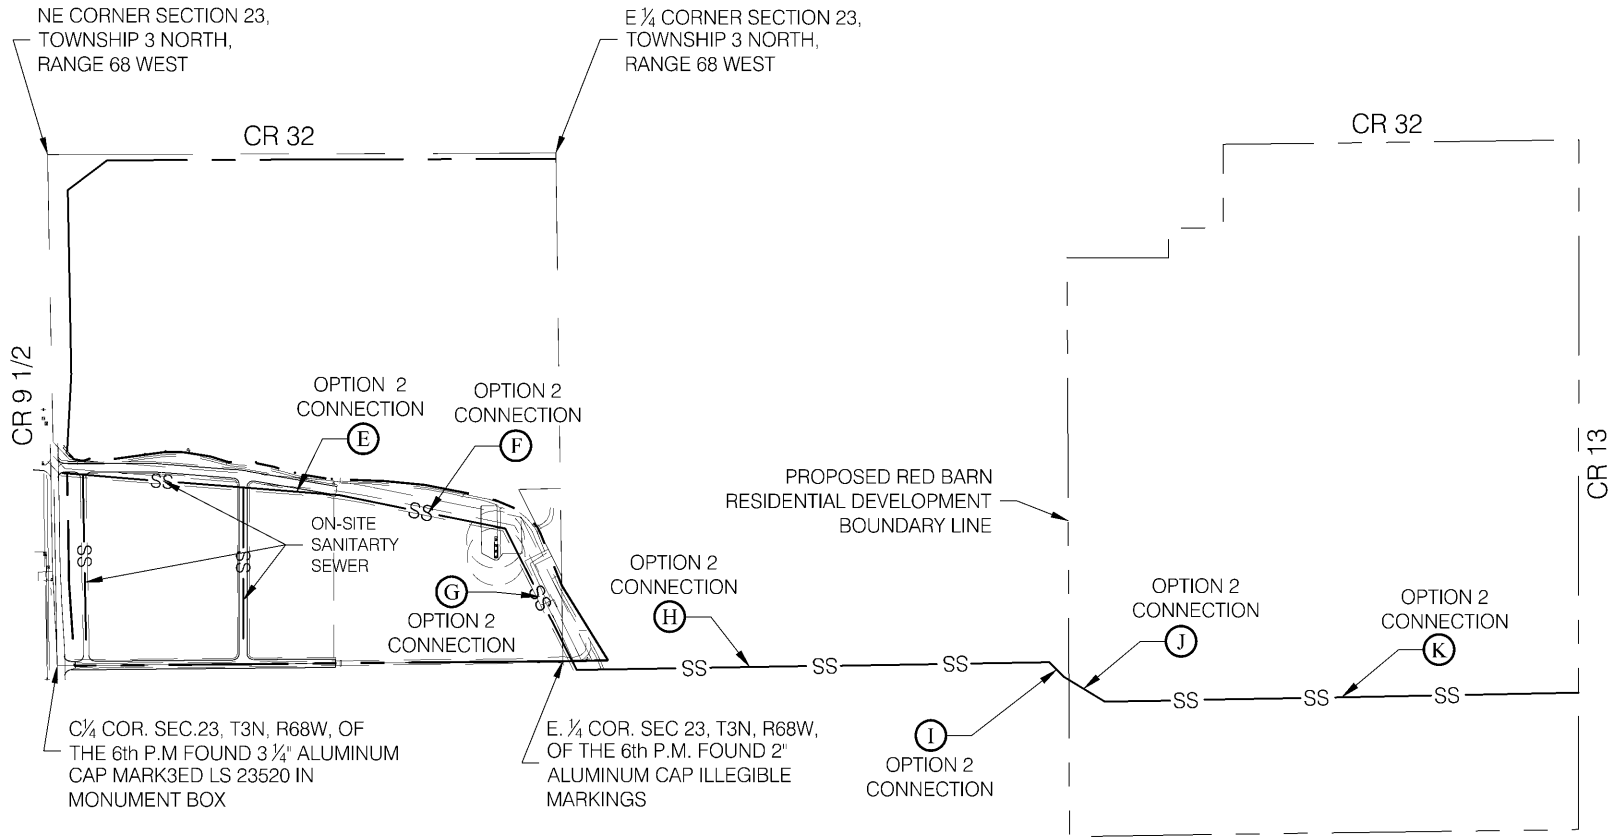 NE CORNER SECTION 23,
TOWNSHIP 3 NORTH,
RANGE 68 WEST
E ¼ CORNER SECTION 23,
TOWNSHIP 3 NORTH,
RANGE 68 WEST
CR 32
CR 32
CR 9 1/2
OPTION 2
CONNECTION
E
OPTION 2
CONNECTION
F
SS
SS
SS
SS
SS
ON-SITE
SANITARTY
SEWER
G
OPTION 2
CONNECTION
PROPOSED RED BARN
RESIDENTIAL DEVELOPMENT
BOUNDARY LINE
CR 13
OPTION 2
CONNECTION
H
SS
SS
SS
OPTION 2
CONNECTION
J
OPTION 2
CONNECTION
K
SS
SS
SS
I
OPTION 2
CONNECTION
C¼ COR. SEC.23, T3N, R68W, OF
THE 6th P.M FOUND 3 ¼" ALUMINUM
CAP MARK3ED LS 23520 IN
MONUMENT BOX
E. ¼ COR. SEC 23, T3N, R68W,
OF THE 6th P.M. FOUND 2"
ALUMINUM CAP ILLEGIBLE
MARKINGS